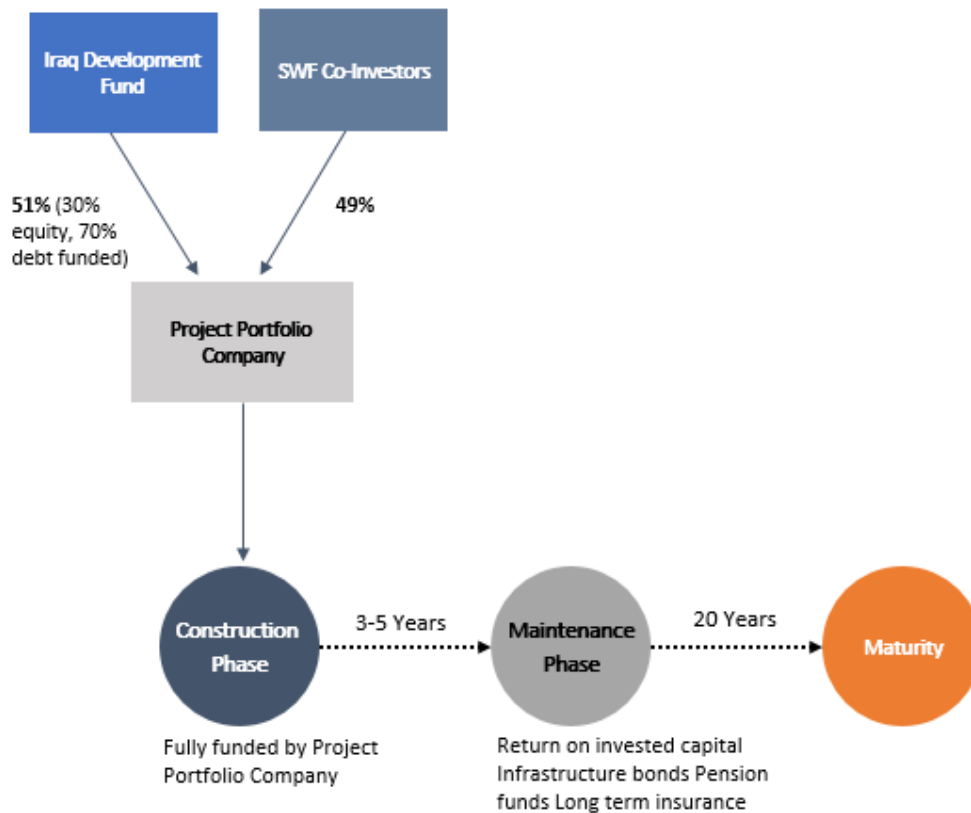 Iraq Development
Fund
SWF Co-Investors
51% (30%
equity, 70%
debt funded)
49%
Project Portfolio
Company
Construction
Phase
3-5 Years
Maintenance
Phase
20 Years
Maturity
Fully funded by Project
Portfolio Company
Return on invested capital
Infrastructure bonds Pension
funds Long term insurance